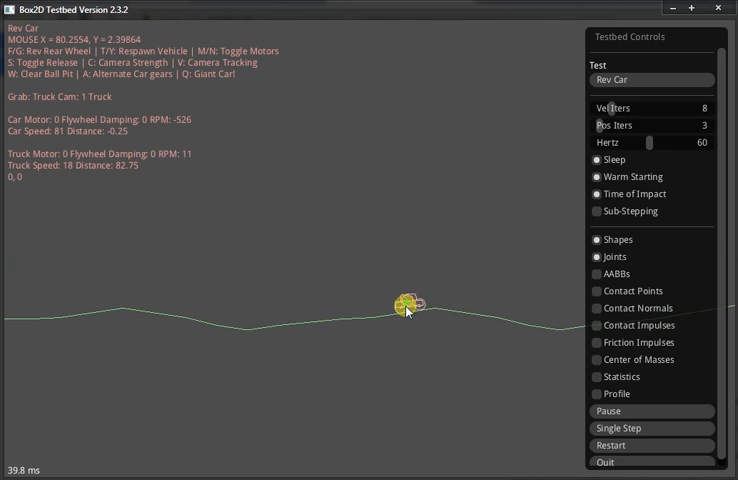 Box2D Testbed Version 2.3.2
Rev Car
MOUSE X = 80.2554, Y = 2.39864
F/G: Rev Rear Wheel | T/Y: Respawn Vehicle | M/N: Toggle Motors
S: Toggle Release | C: Camera Strength | V: Camera Tracking
W: Clear Ball Pit | A: Alternate Car gears | Q: Giant Car!
Grab: Truck Cam: 1 Truck
Car Motor: 0 Flywheel Damping: 0 RPM: -526
Car Speed: 81 Distance: -0.25
Truck Motor: 0 Flywheel Damping: 0 RPM: 11
Truck Speed: 18 Distance: 82.75
0, 0
39.8 ms
Testbed Controls
Test
Rev Car
Vel Iters 8
Pos Iters 3
Hertz 60
Sleep
Warm Starting
Time of Impact
Sub-Stepping
Shapes
Joints
AABBs
Contact Points
Contact Normals
Contact Impulses
Friction Impulses
Center of Masses
Statistics
Profile
Pause
Single Step
Restart
Quit